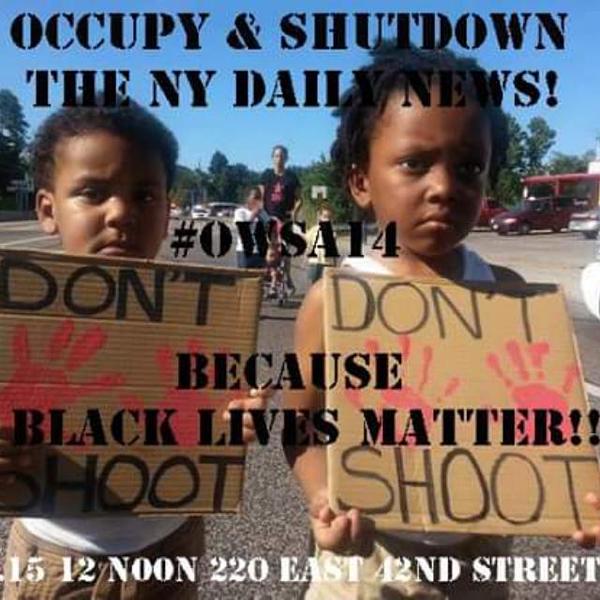 OCCUPY & SHUTDOWN
THE NY DAILY NEWS!
#OWSA14
DON'T
DON'T
BECAUSE
BLACK LIVES MATTER!!
SHOOT
SHOOT
.15 12 NOON 220 EAST 42ND STREET